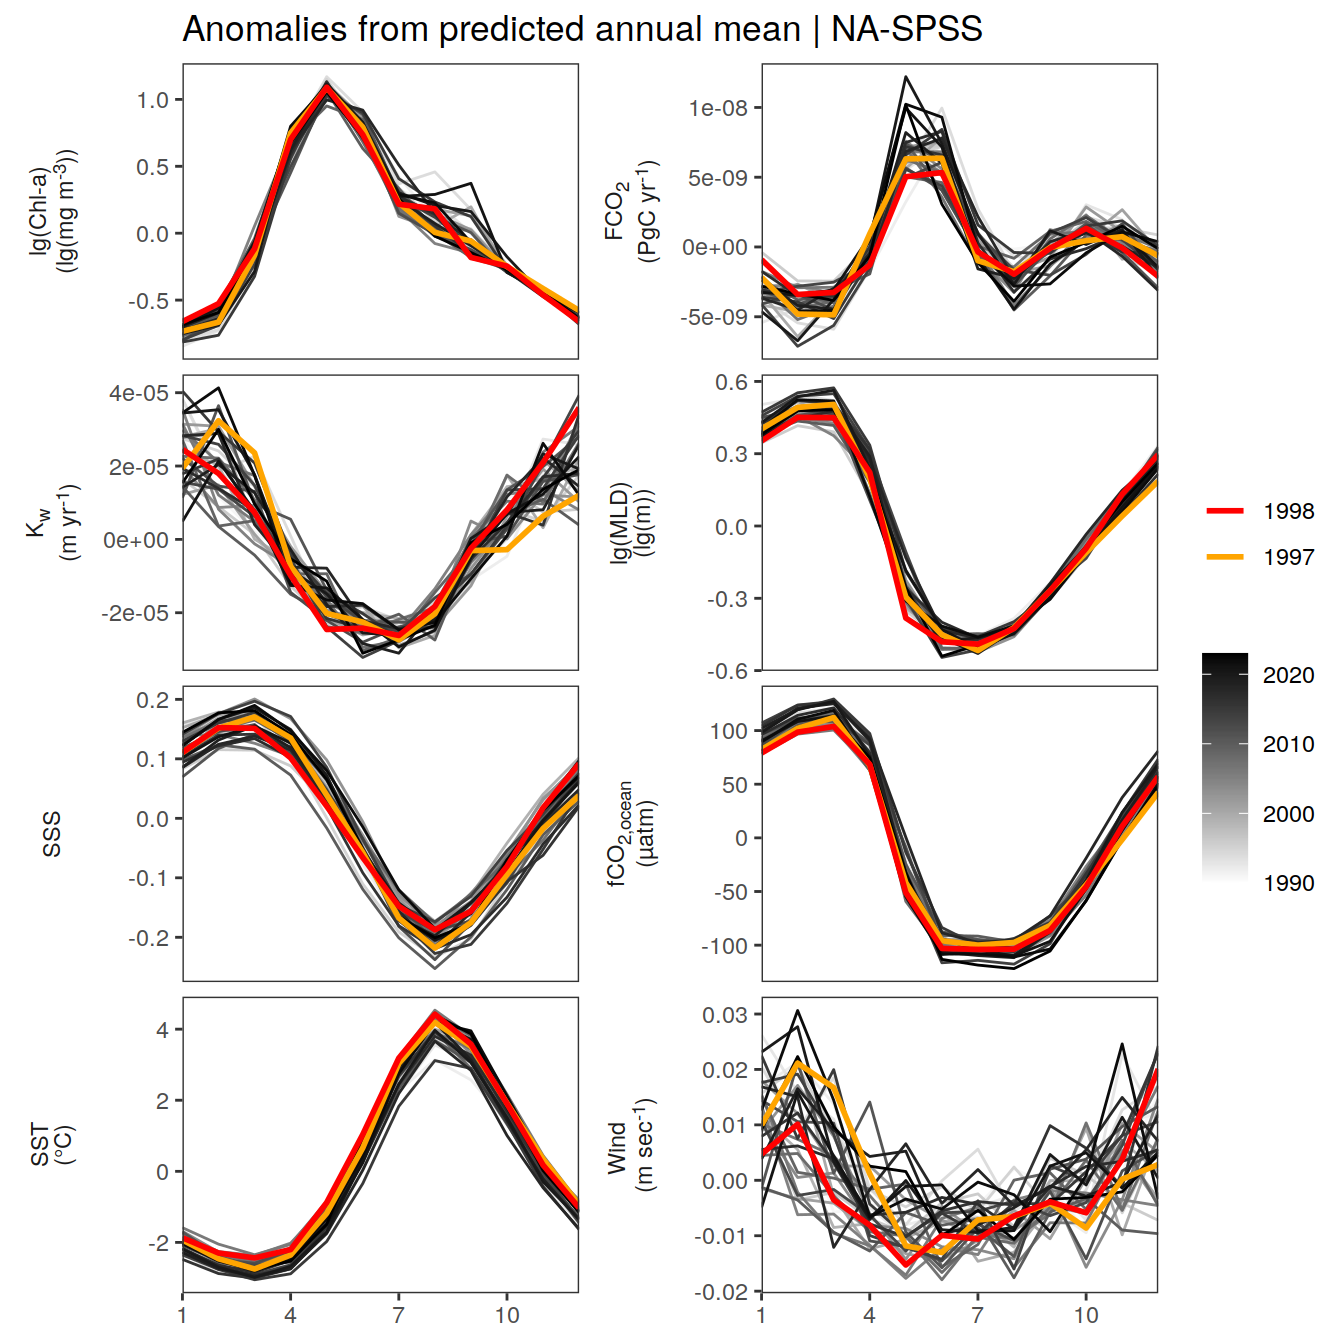 Anomalies from predicted annual mean | NA-SPSS
lg(Chl-a)
(lg(mg m⁻³))
1.0
0.5
0.0
-0.5
FCO₂
(PgC yr⁻¹)
1e-08
5e-09
0e+00
-5e-09
K_w
(m yr⁻¹)
4e-05
2e-05
0e+00
-2e-05
lg(MLD)
(lg(m))
0.6
0.3
0.0
-0.3
-0.6
SSS
0.2
0.1
0.0
-0.1
-0.2
fCO₂,ocean
(µatm)
100
50
0
-50
-100
SST
(°C)
4
2
0
-2
1 4 7 10
Wind
(m sec⁻¹)
0.03
0.02
0.01
0.00
-0.01
-0.02
1 4 7 10
1998
1997
2020
2010
2000
1990